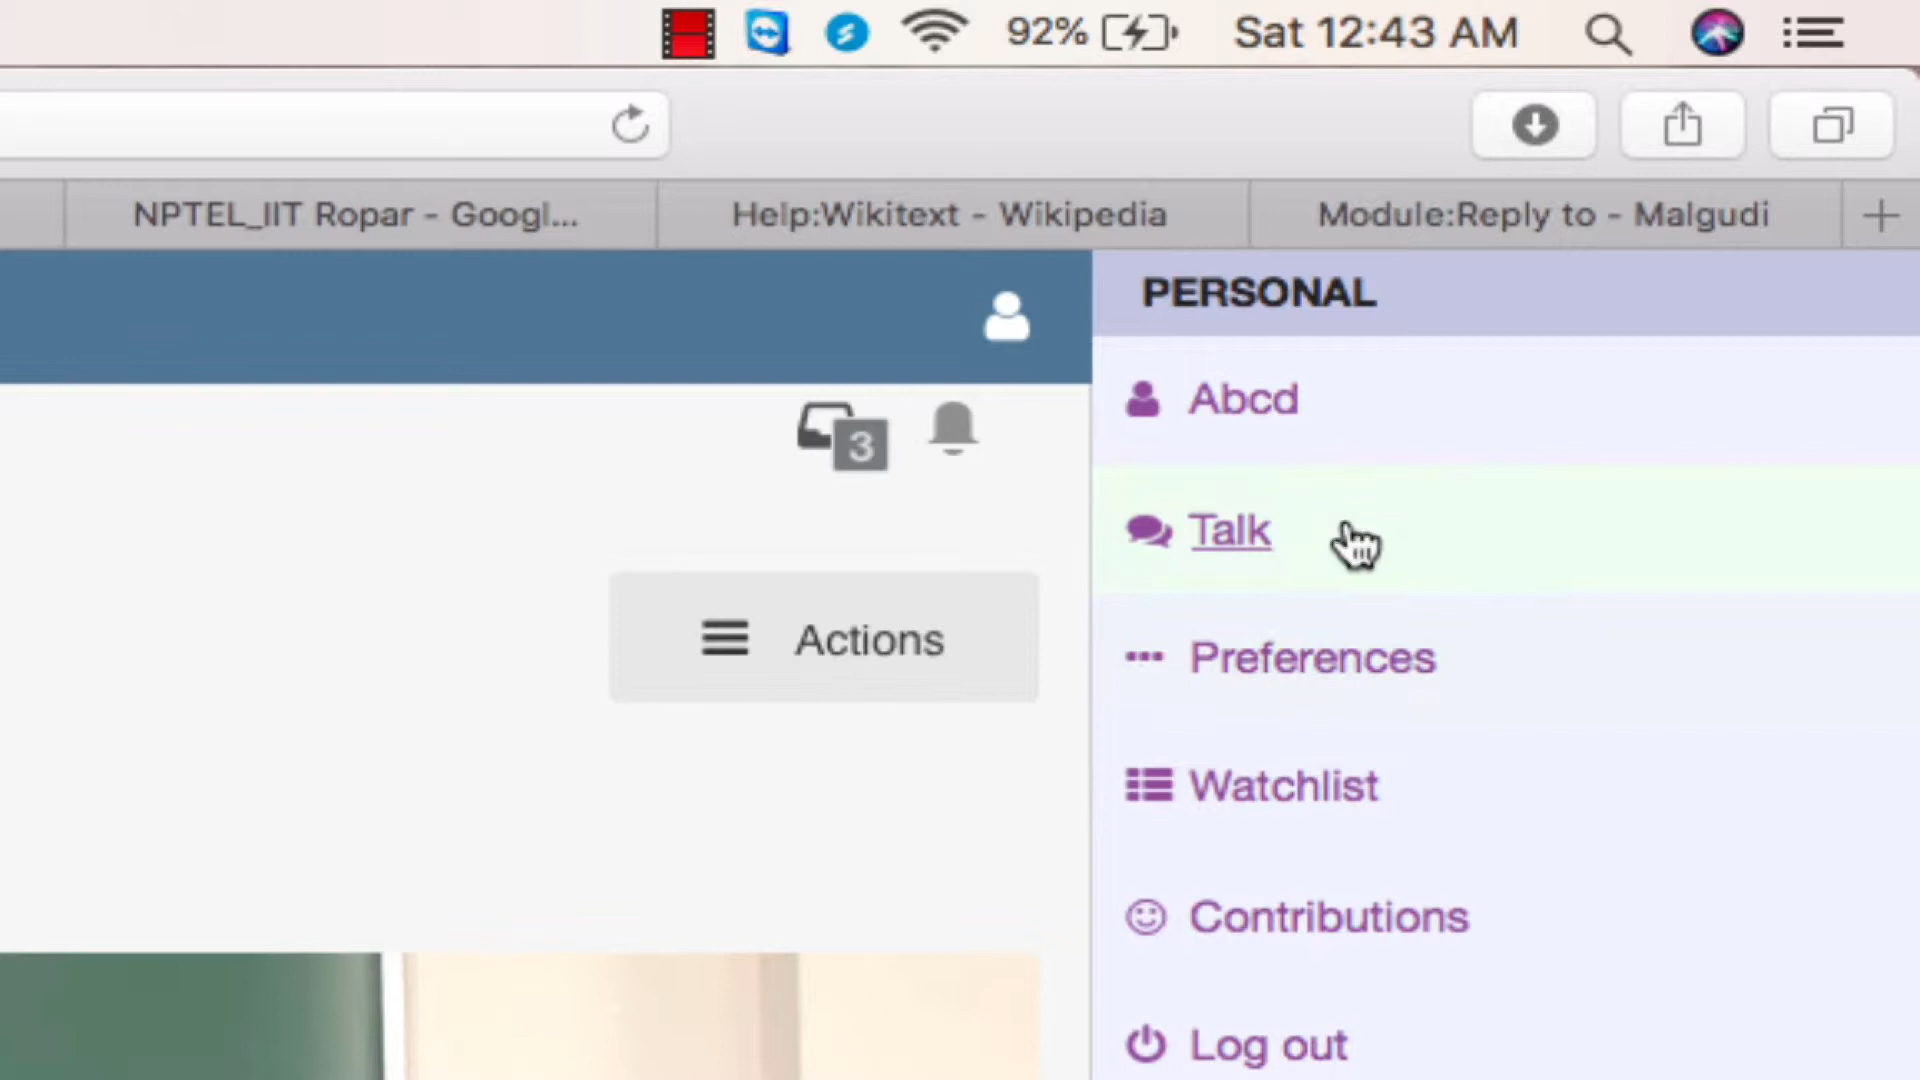 92% Sat 12:43 AM
NPTEL_IIT Ropar - Googl...
Help:Wikitext - Wikipedia
Module:Reply to - Malgudi
PERSONAL
Abcd
3
Talk
Actions
Preferences
Watchlist
Contributions
Log out